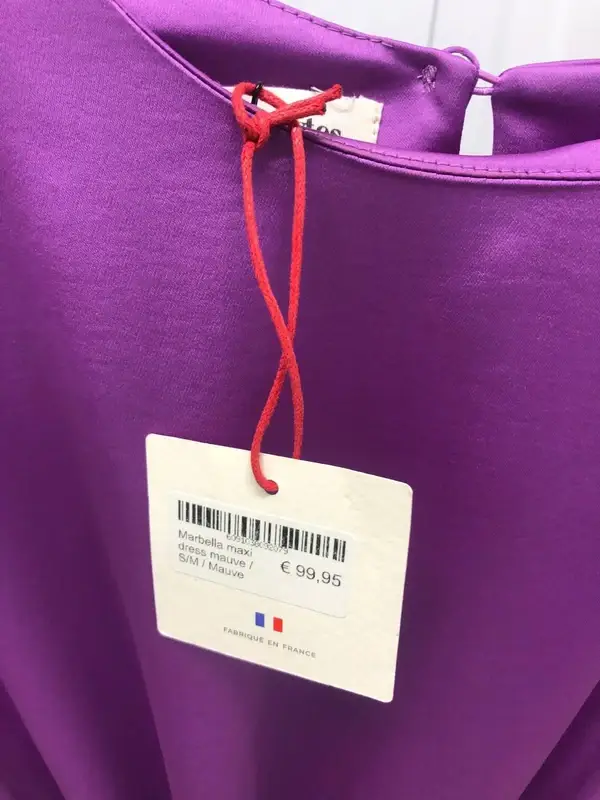 Marbella maxi
dress mauve /
S/M / Mauve
€ 99,95
FABRIQUÉ EN FRANCE